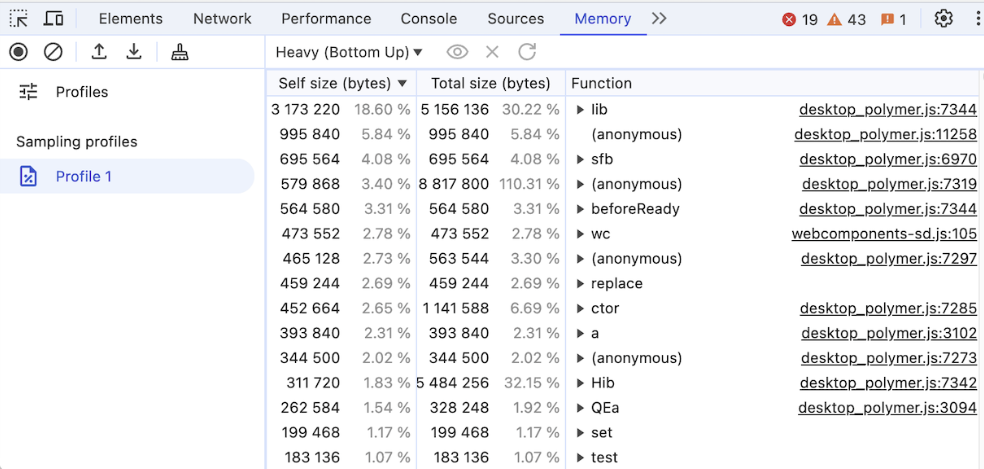 Elements Network Performance Console Sources Memory 19 43 1
Heavy (Bottom Up)
Profiles
Sampling profiles
Profile 1
Self size (bytes) Total size (bytes) Function
3 173 220 18.60 % 5 156 136 30.22 % lib desktop_polymer.js:7344
995 840 5.84 % 995 840 5.84 % (anonymous) desktop_polymer.js:11258
695 564 4.08 % 695 564 4.08 % sfb desktop_polymer.js:6970
579 868 3.40 % 8 817 800 110.31 % (anonymous) desktop_polymer.js:7319
564 580 3.31 % 564 580 3.31 % beforeReady desktop_polymer.js:7344
473 552 2.78 % 473 552 2.78 % wc webcomponents-sd.js:105
465 128 2.73 % 563 544 3.30 % (anonymous) desktop_polymer.js:7297
459 244 2.69 % 459 244 2.69 % replace
452 664 2.65 % 1 141 588 6.69 % ctor desktop_polymer.js:7285
393 840 2.31 % 393 840 2.31 % a desktop_polymer.js:3102
344 500 2.02 % 344 500 2.02 % (anonymous) desktop_polymer.js:7273
311 720 1.83 % 5 484 256 32.15 % Hib desktop_polymer.js:7342
262 584 1.54 % 328 248 1.92 % QEa desktop_polymer.js:3094
199 468 1.17 % 199 468 1.17 % set
183 136 1.07 % 183 136 1.07 % test